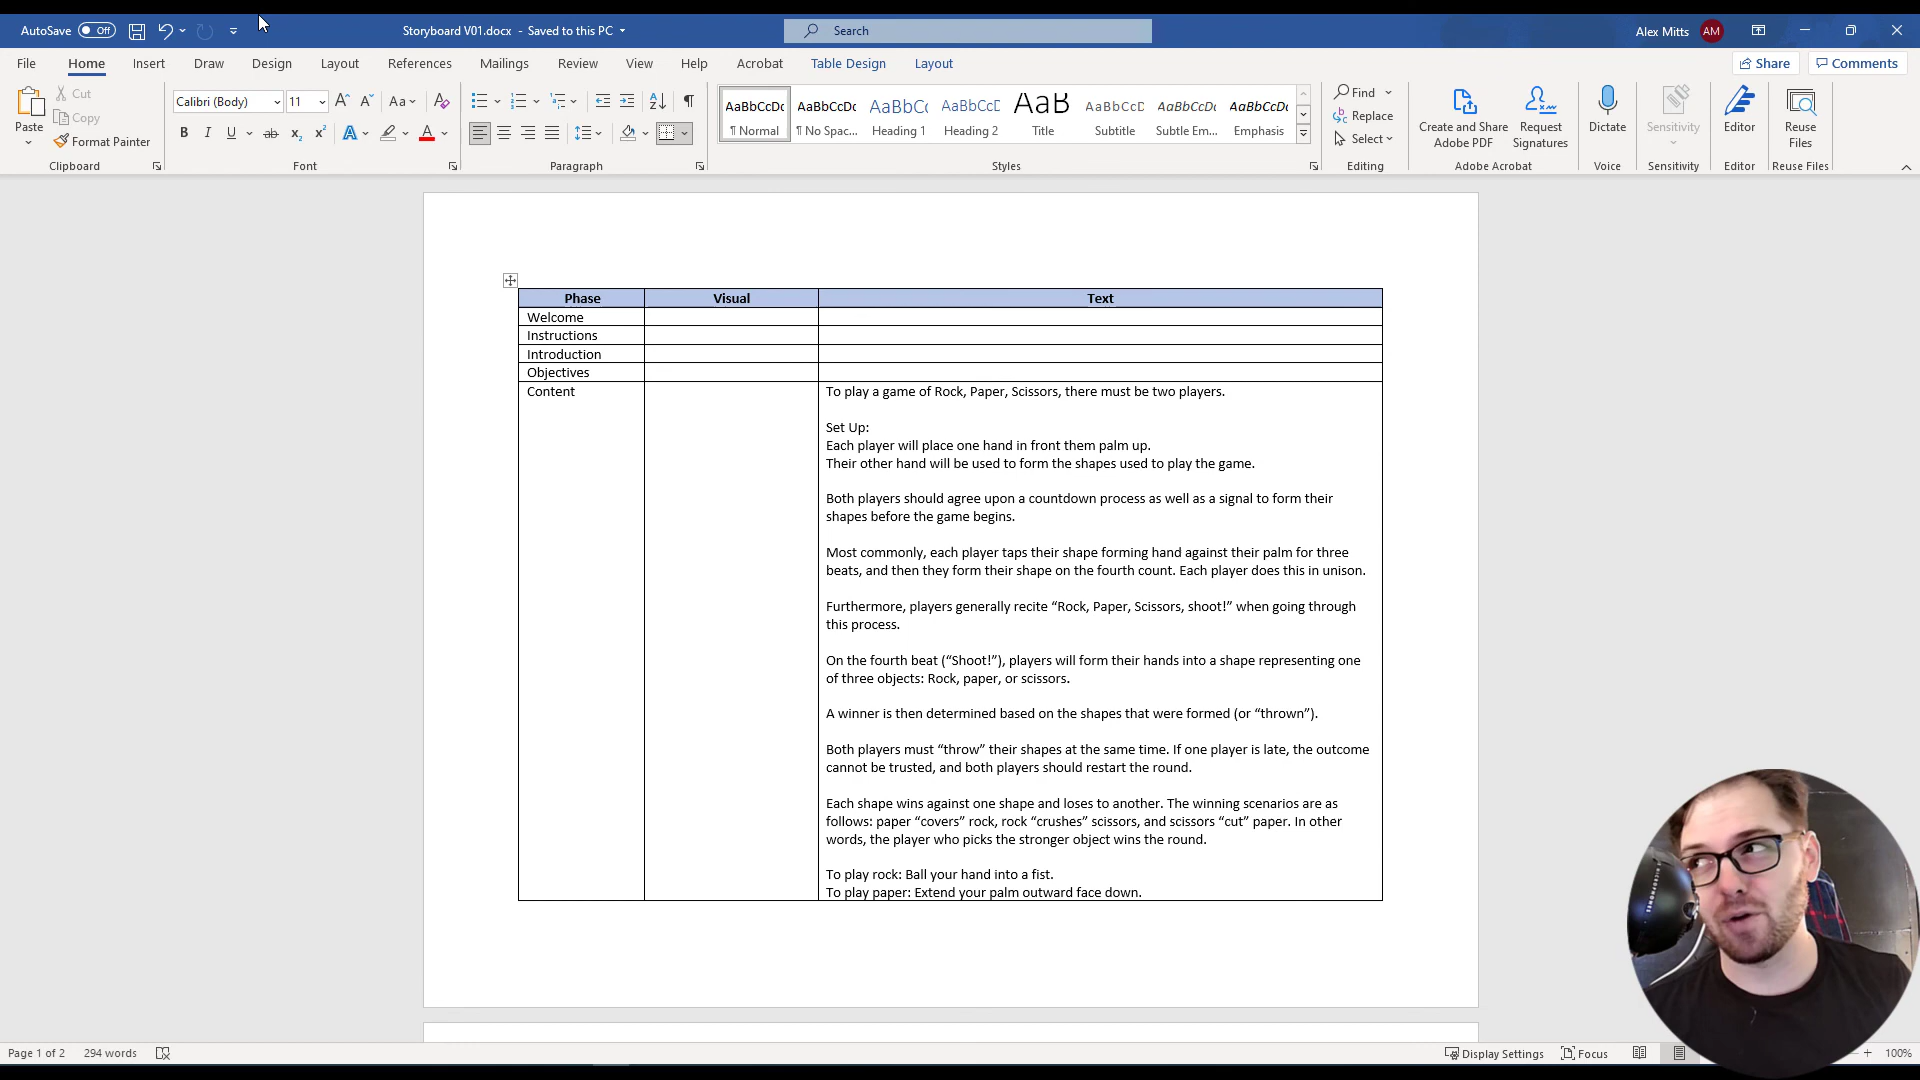 AutoSave Off Storyboard V01.docx - Saved to this PC Search Alex Mitts AM
File Home Insert Draw Design Layout References Mailings Review View Help Acrobat Table Design Layout Share Comments
Cut
Copy
Format Painter
Paste
Clipboard
Calibri (Body) 11 Aa
Font
Paragraph
AaBbCcDc AaBbCcDc AaBbCc AaBbCcD AaB AaBbCcD AaBbCcDc AaBbCcDc
¶ Normal ¶ No Spac... Heading 1 Heading 2 Title Subtitle Subtle Em... Emphasis
Styles
Find
Replace
Select
Editing
Create and Share
Adobe PDF
Request
Signatures
Adobe Acrobat
Dictate
Voice
Sensitivity
Sensitivity
Editor
Editor
Reuse
Files
Reuse Files
Phase Visual Text
Welcome
Instructions
Introduction
Objectives
Content
To play a game of Rock, Paper, Scissors, there must be two players.
Set Up:
Each player will place one hand in front them palm up.
Their other hand will be used to form the shapes used to play the game.
Both players should agree upon a countdown process as well as a signal to form their
shapes before the game begins.
Most commonly, each player taps their shape forming hand against their palm for three
beats, and then they form their shape on the fourth count. Each player does this in unison.
Furthermore, players generally recite “Rock, Paper, Scissors, shoot!” when going through
this process.
On the fourth beat (“Shoot!”), players will form their hands into a shape representing one
of three objects: Rock, paper, or scissors.
A winner is then determined based on the shapes that were formed (or “thrown”).
Both players must “throw” their shapes at the same time. If one player is late, the outcome
cannot be trusted, and both players should restart the round.
Each shape wins against one shape and loses to another. The winning scenarios are as
follows: paper “covers” rock, rock “crushes” scissors, and scissors “cut” paper. In other
words, the player who picks the stronger object wins the round.
To play rock: Ball your hand into a fist.
To play paper: Extend your palm outward face down.
Page 1 of 2 294 words Display Settings Focus 100%